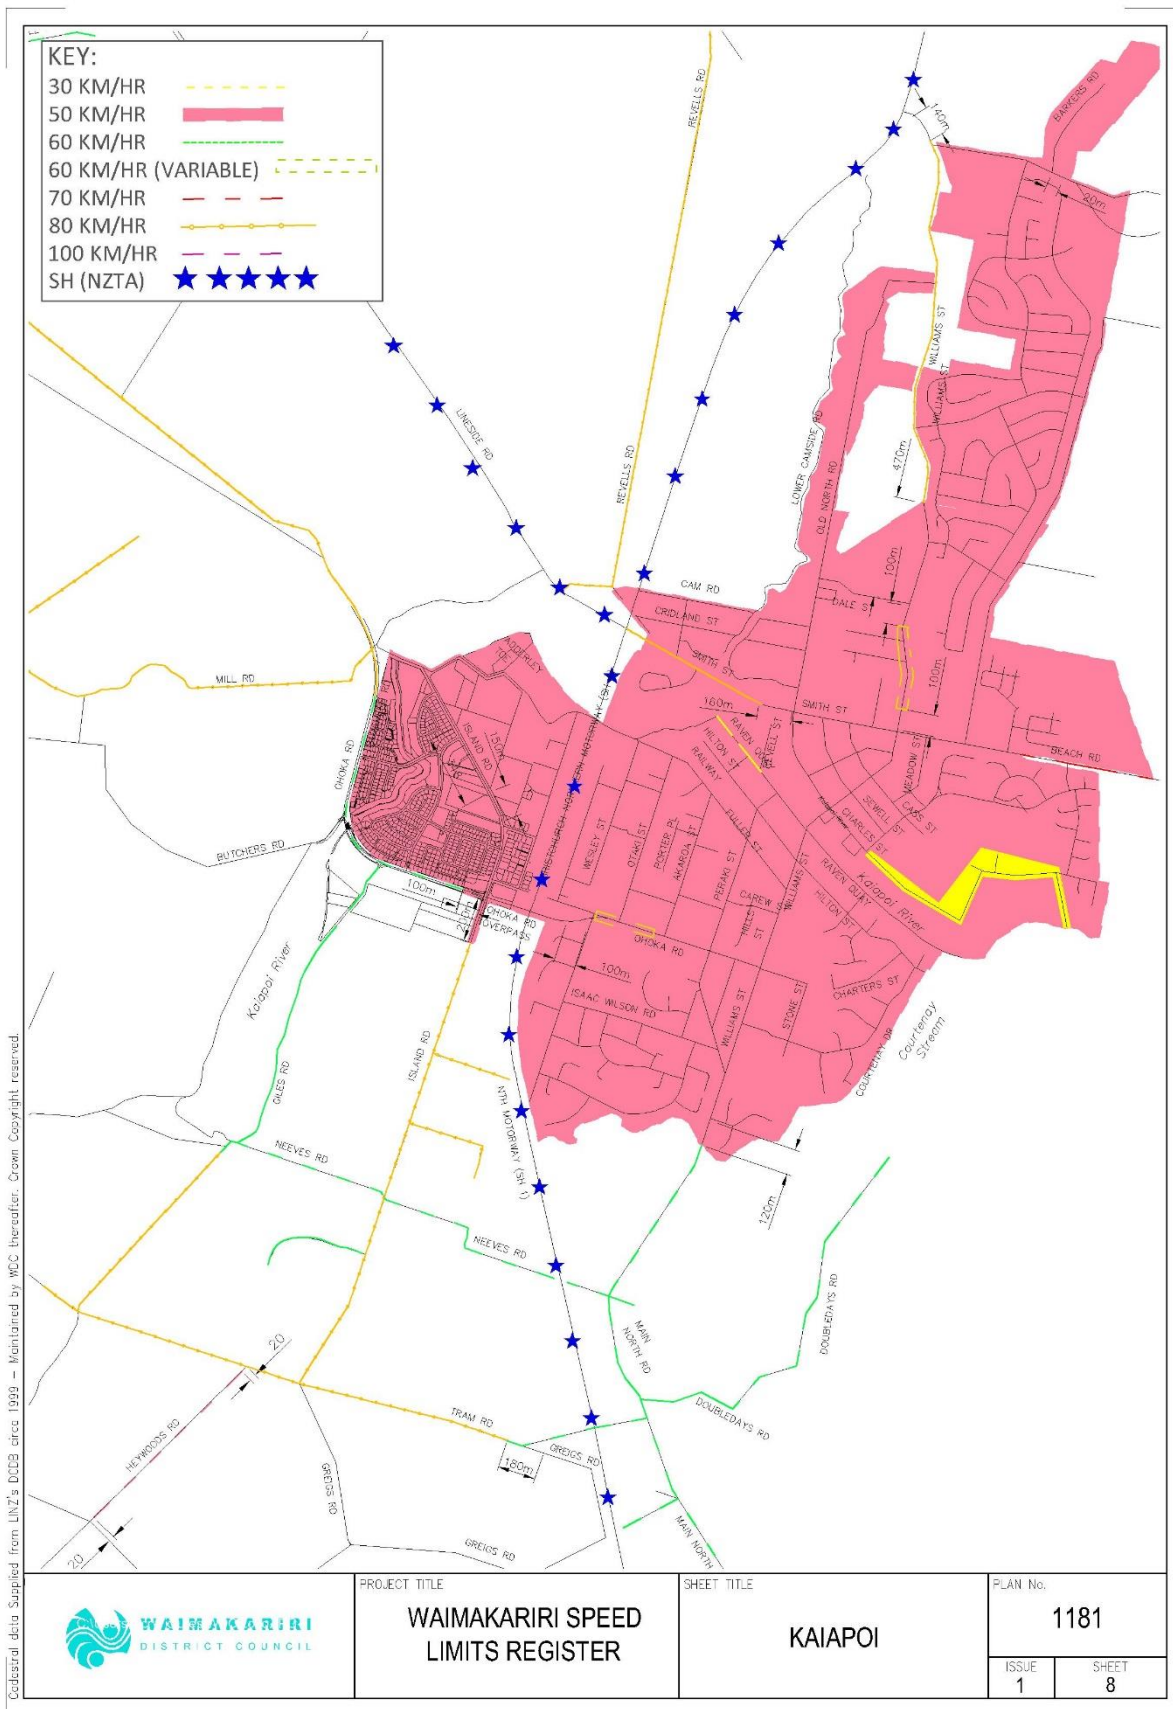 KEY:
30 KM/HR
50 KM/HR
60 KM/HR
60 KM/HR (VARIABLE)
70 KM/HR
80 KM/HR
100 KM/HR
SH (NZTA)
REVELLS RD
140m
BARKERS RD
20m
LINESIDE RD
REVELLS RD
LOWER CAMSIDE RD
OLD NORTH RD
WILLIAMS ST
WILLIAMS ST
470m
CAM RD
CRIDLAND ST
DALE ST
100m
100m
SMITH ST
SMITH ST
160m
BEACH RD
MILL RD
ADDERLEY
TCE
ISLAND RD
150m
OHOKA RD
BUTCHERS RD
RAVEN QUAY
HILTON ST
RAILWAY
SEWELL ST
MEADOW ST
CASS ST
SEWELL ST
CHARLES ST
WESLEY ST
OTAKI ST
PORTER PL
AKAROA ST
PERAKI ST
FULLER ST
CAREW S
HILLS ST
WILLIAMS ST
RAVEN QUAY
HILTON ST
Kaiapoi River
100m
OHOKA RD
OVERPASS
OHOKA RD
100m
ISAAC WILSON RD
WILLIAMS ST
STONE ST
CHARTERS ST
COURTENAY DR
Courtenay
Stream
Kaiapoi River
GILES RD
ISLAND RD
NTH MOTORWAY (SH 1)
NEEVES RD
NEEVES RD
120m
MAIN
NORTH RD
DOUBLEDAYS RD
DOUBLEDAYS RD
20
HEYWOODS RD
TRAM RD
GREIGS RD
180m
GREIGS RD
GREIGS RD
MAIN NORTH
20
Cadastral data Supplied from LINZ's DCDB circa 1999 – Maintained by WDC thereafter. Crown Copyright reserved.
WAIMAKARIRI
DISTRICT COUNCIL
PROJECT TITLE
WAIMAKARIRI SPEED
LIMITS REGISTER
SHEET TITLE
KAIAPOI
PLAN No.
1181
ISSUE
1
SHEET
8